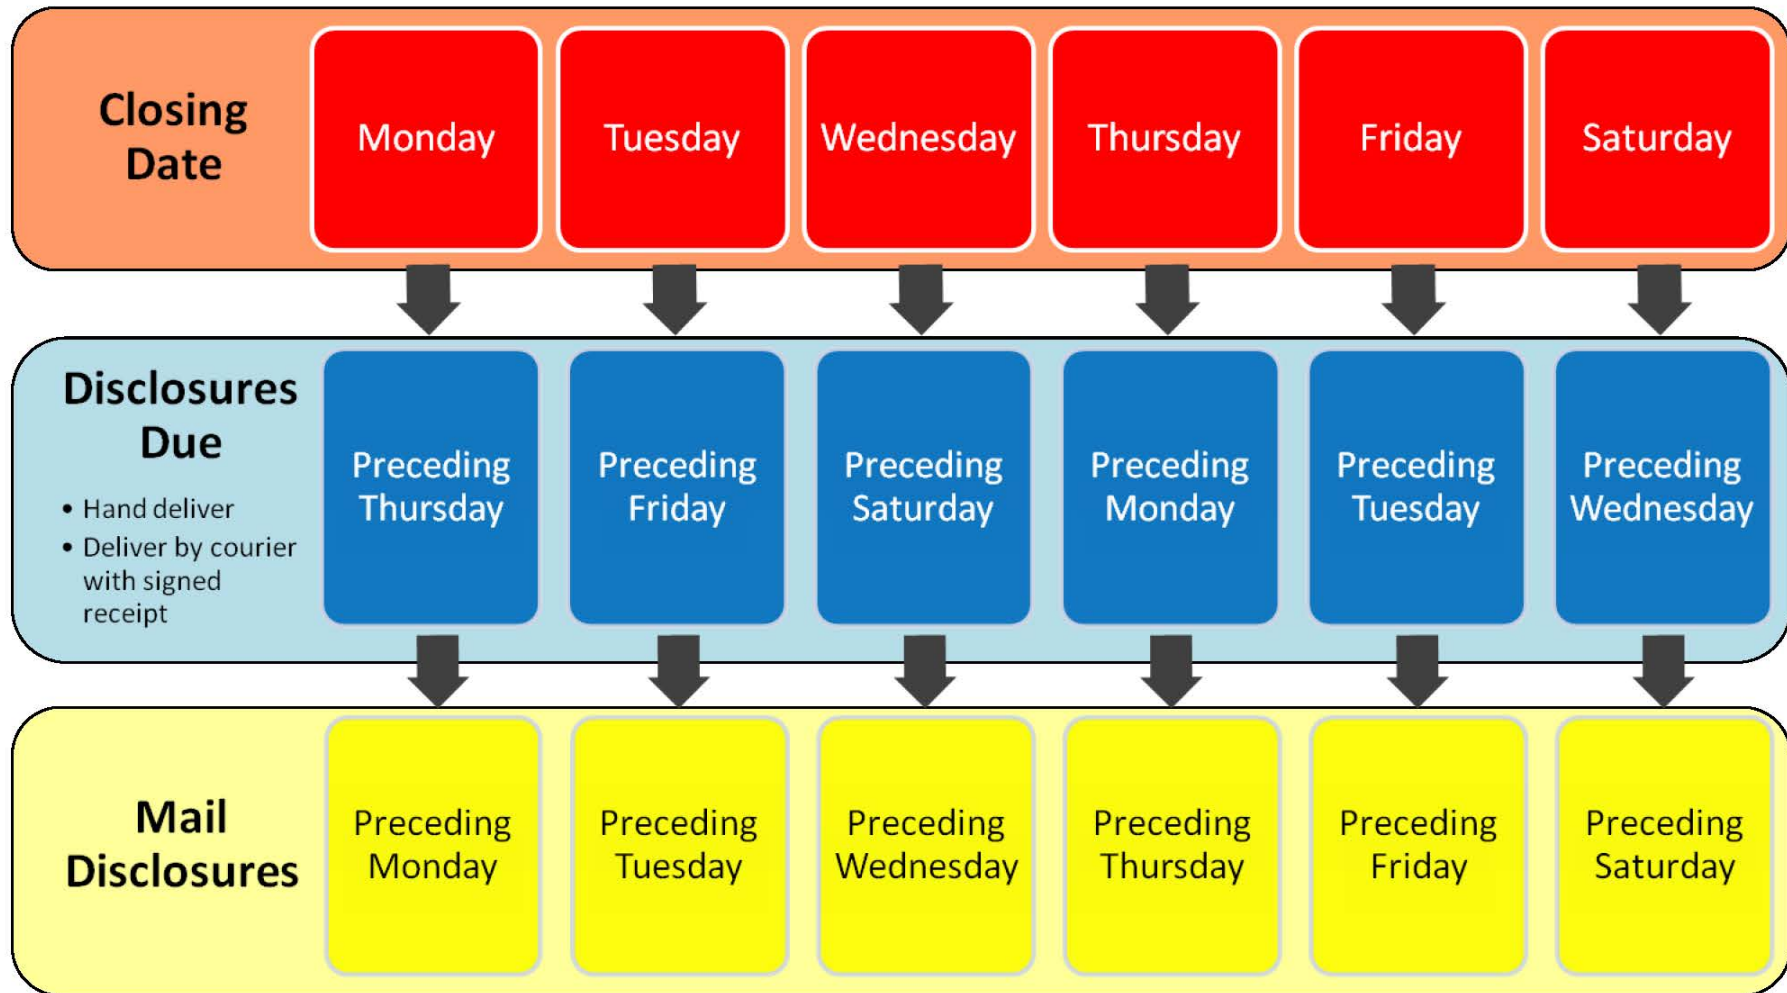 Closing
Date
Monday
Tuesday
Wednesday
Thursday
Friday
Saturday
Disclosures
Due
• Hand deliver
• Deliver by courier
with signed
receipt
Preceding
Thursday
Preceding
Friday
Preceding
Saturday
Preceding
Monday
Preceding
Tuesday
Preceding
Wednesday
Mail
Disclosures
Preceding
Monday
Preceding
Tuesday
Preceding
Wednesday
Preceding
Thursday
Preceding
Friday
Preceding
Saturday